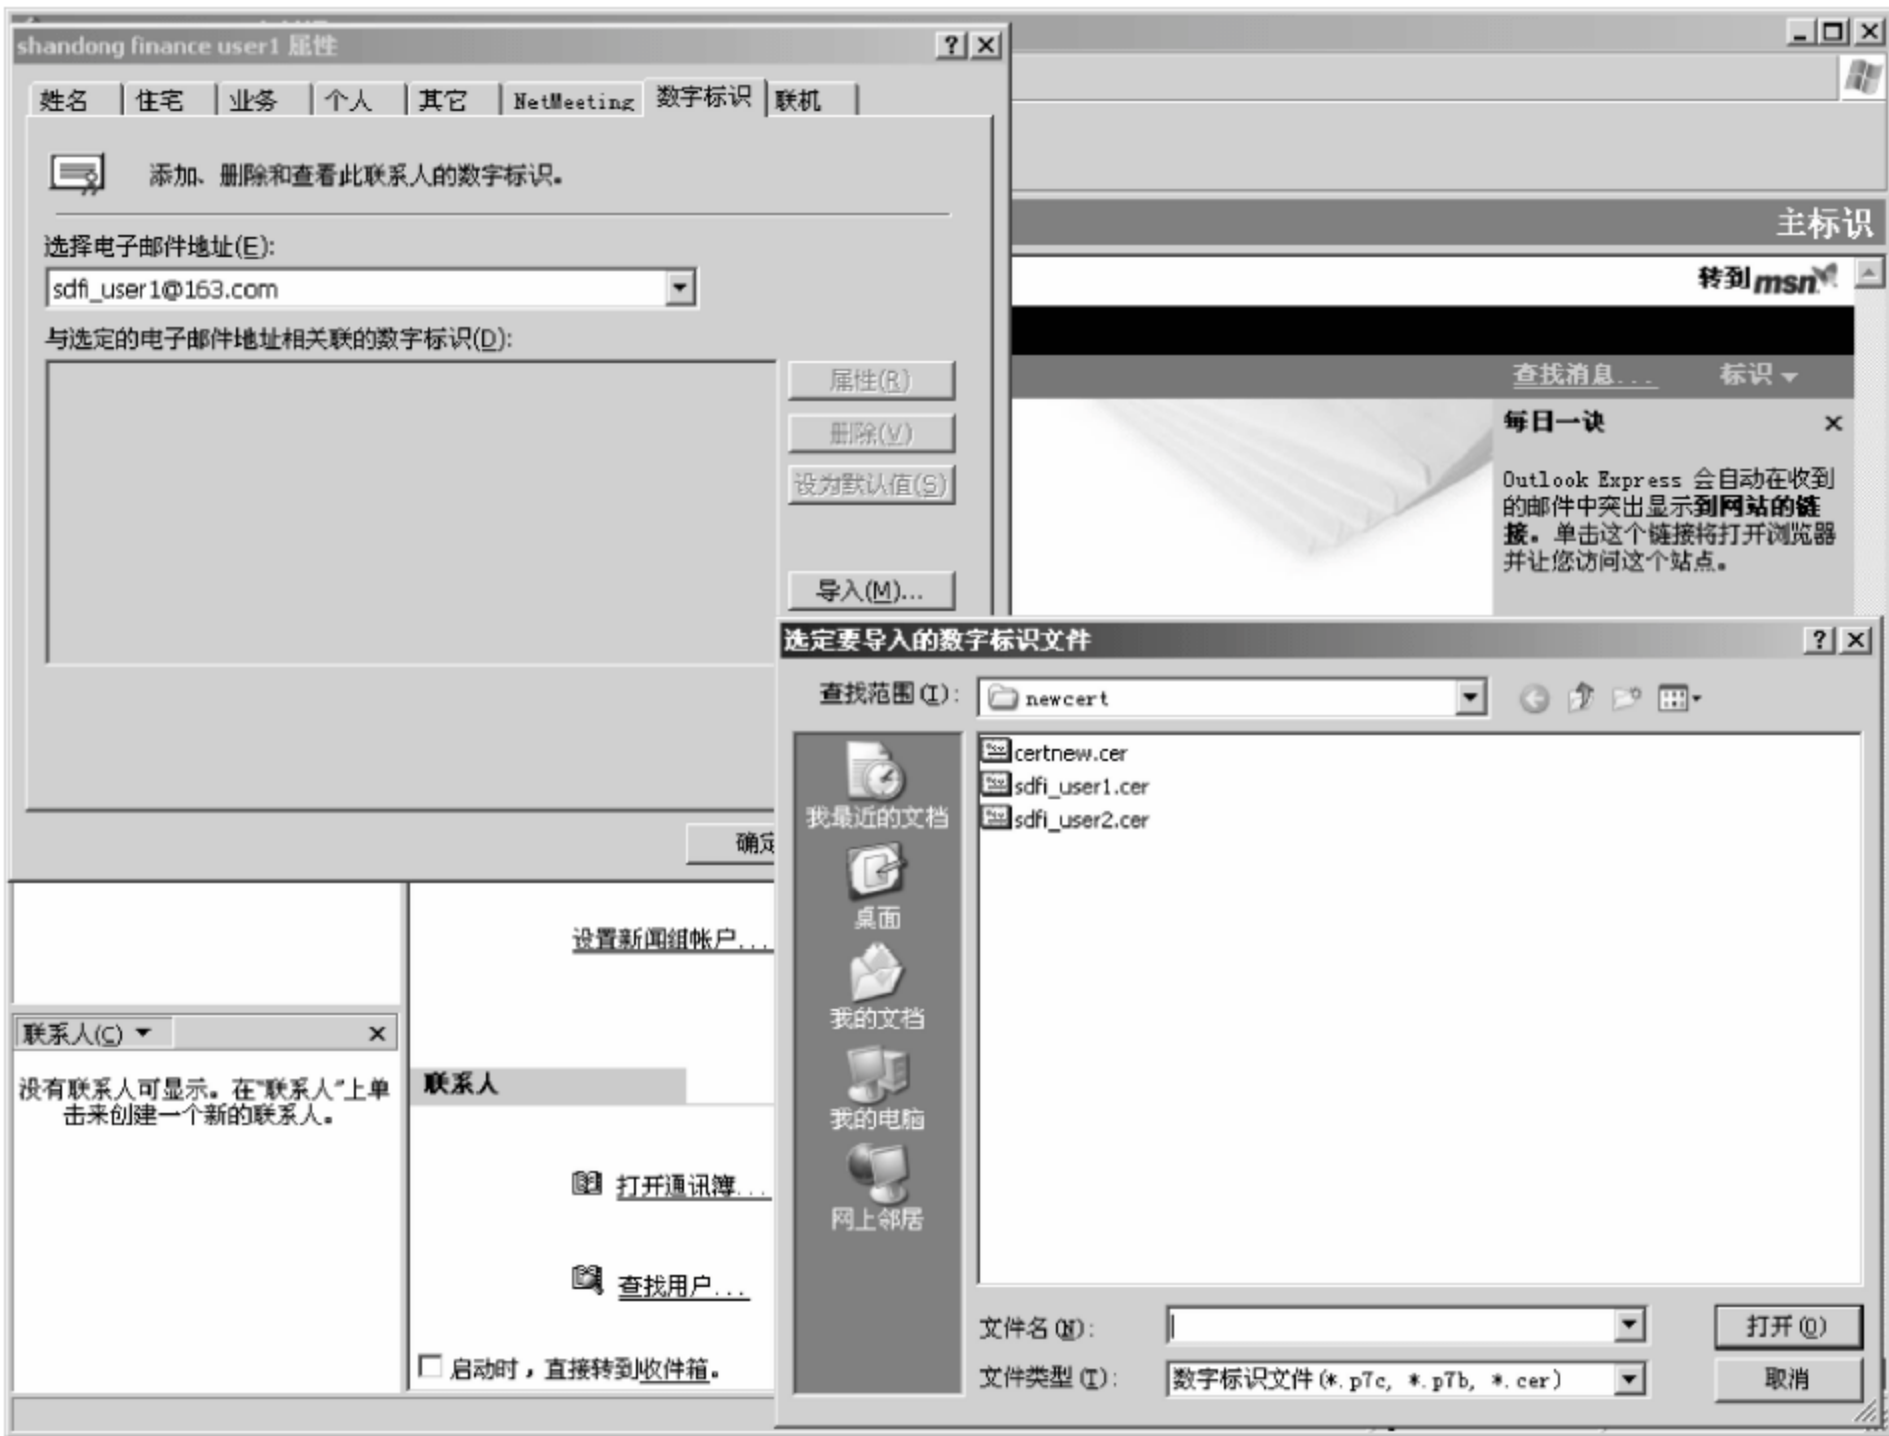 shandong finance user1 属性
姓名 住宅 业务 个人 其它 NetMeeting 数字标识 联机
添加、删除和查看此联系人的数字标识。
选择电子邮件地址(E):
sdfi_user1@163.com
与选定的电子邮件地址相关联的数字标识(D):
属性(R)
删除(V)
设为默认值(S)
导入(M)...
主标识
转到 msn
查找消息... 标识
每日一诀
Outlook Express 会自动在收到
的邮件中突出显示到网站的链
接。单击这个链接将打开浏览器
并让您访问这个站点。
选定要导入的数字标识文件
查找范围(I): newcert
certnew.cer
sdfi_user1.cer
sdfi_user2.cer
我最近的文档
桌面
我的文档
我的电脑
网上邻居
文件名(N): 打开(O)
文件类型(T): 数字标识文件(*.p7c, *.p7b, *.cer) 取消
确定
设置新闻组帐户...
联系人(C)
没有联系人可显示。在“联系人”上单
击来创建一个新的联系人。
联系人
打开通讯簿...
查找用户...
启动时，直接转到收件箱。